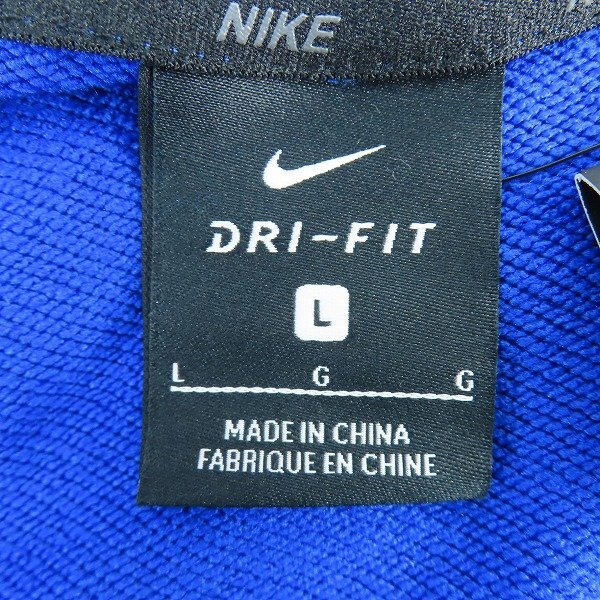 NIKE
DRI-FIT
L
L G G
MADE IN CHINA
FABRIQUE EN CHINE